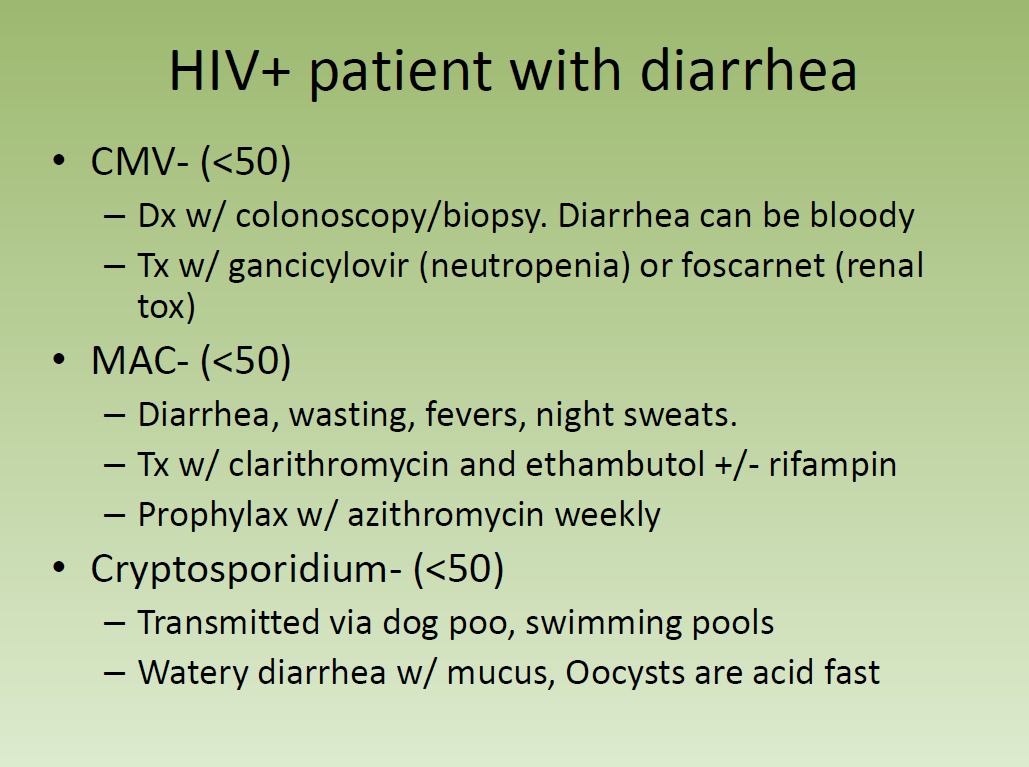 HIV+ patient with diarrhea
• CMV- (<50)
– Dx w/ colonoscopy/biopsy. Diarrhea can be bloody
– Tx w/ gancicylovir (neutropenia) or foscarnet (renal
tox)
• MAC- (<50)
– Diarrhea, wasting, fevers, night sweats.
– Tx w/ clarithromycin and ethambutol +/- rifampin
– Prophylax w/ azithromycin weekly
• Cryptosporidium- (<50)
– Transmitted via dog poo, swimming pools
– Watery diarrhea w/ mucus, Oocysts are acid fast